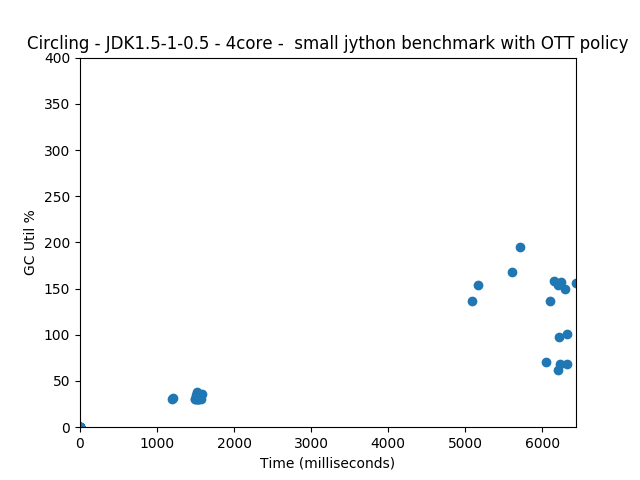 Circling - JDK1.5-1-0.5 - 4core -  small jython benchmark with OTT policy
400
350
300
250
200
150
100
50
0
GC Util %
0 1000 2000 3000 4000 5000 6000
Time (milliseconds)